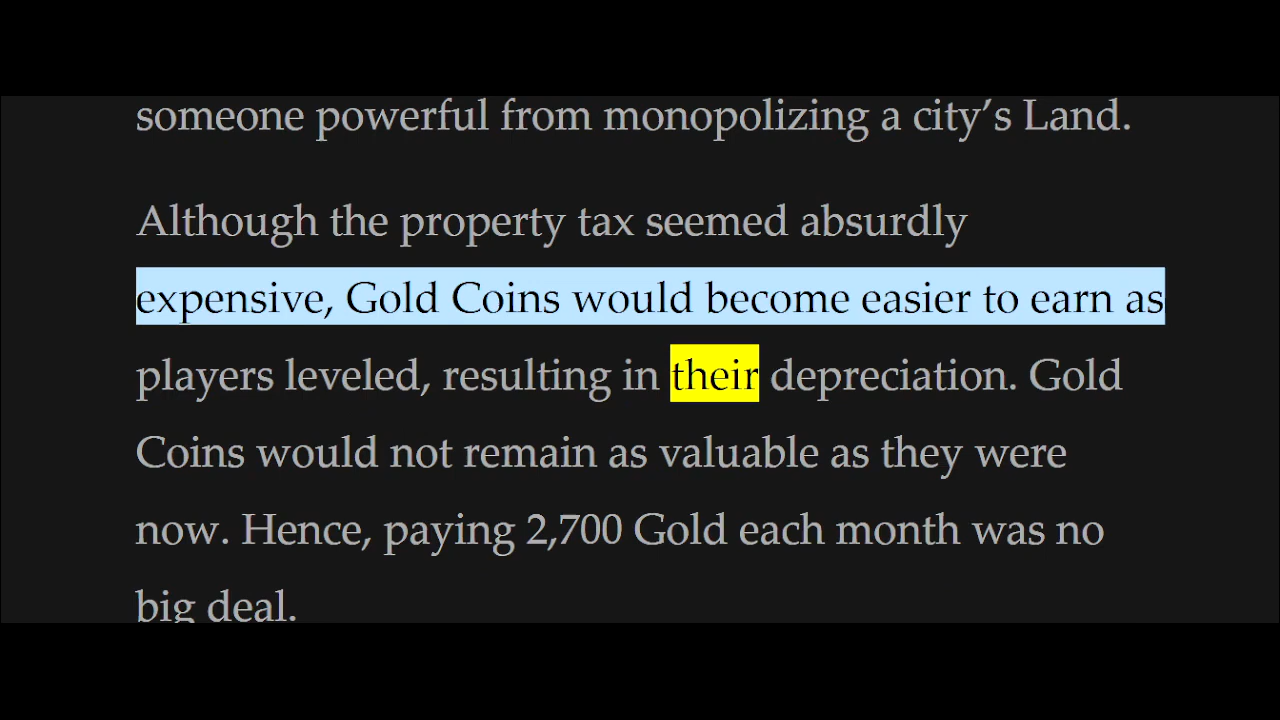 someone powerful from monopolizing a city’s Land.
Although the property tax seemed absurdly
expensive, Gold Coins would become easier to earn as
players leveled, resulting in their depreciation. Gold
Coins would not remain as valuable as they were
now. Hence, paying 2,700 Gold each month was no
big deal.